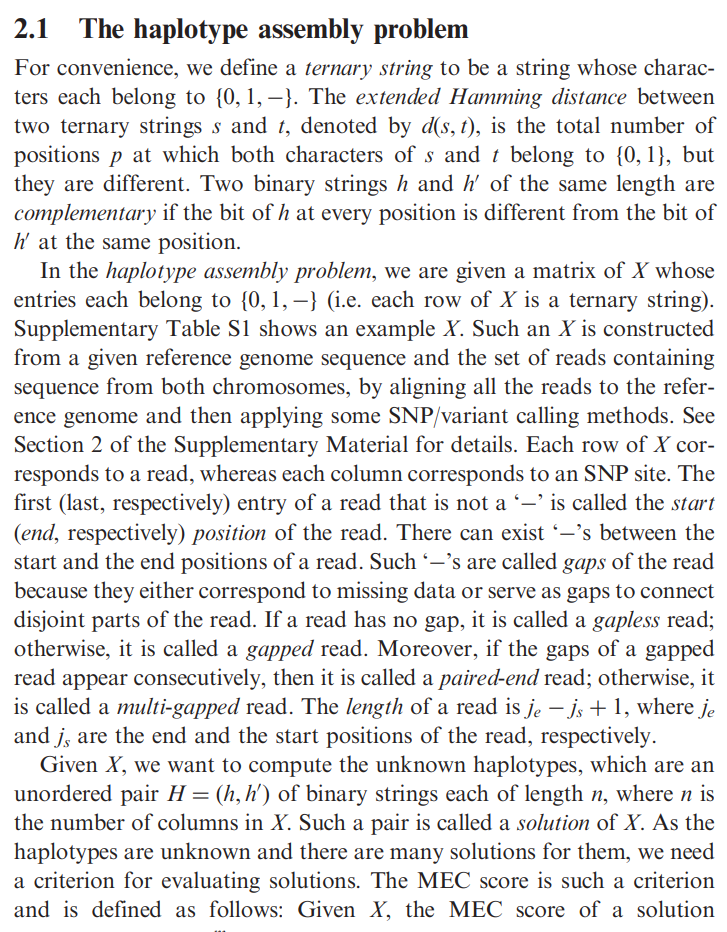 2.1 The haplotype assembly problem
For convenience, we define a ternary string to be a string whose charac-
ters each belong to {0, 1, −}. The extended Hamming distance between
two ternary strings s and t, denoted by d(s, t), is the total number of
positions p at which both characters of s and t belong to {0, 1}, but
they are different. Two binary strings h and h′ of the same length are
complementary if the bit of h at every position is different from the bit of
h′ at the same position.
In the haplotype assembly problem, we are given a matrix of X whose
entries each belong to {0, 1, −} (i.e. each row of X is a ternary string).
Supplementary Table S1 shows an example X. Such an X is constructed
from a given reference genome sequence and the set of reads containing
sequence from both chromosomes, by aligning all the reads to the refer-
ence genome and then applying some SNP/variant calling methods. See
Section 2 of the Supplementary Material for details. Each row of X cor-
responds to a read, whereas each column corresponds to an SNP site. The
first (last, respectively) entry of a read that is not a ‘−’ is called the start
(end, respectively) position of the read. There can exist ‘−’s between the
start and the end positions of a read. Such ‘−’s are called gaps of the read
because they either correspond to missing data or serve as gaps to connect
disjoint parts of the read. If a read has no gap, it is called a gapless read;
otherwise, it is called a gapped read. Moreover, if the gaps of a gapped
read appear consecutively, then it is called a paired-end read; otherwise, it
is called a multi-gapped read. The length of a read is jₑ − jₛ + 1, where jₑ
and jₛ are the end and the start positions of the read, respectively.
Given X, we want to compute the unknown haplotypes, which are an
unordered pair H = (h, h′) of binary strings each of length n, where n is
the number of columns in X. Such a pair is called a solution of X. As the
haplotypes are unknown and there are many solutions for them, we need
a criterion for evaluating solutions. The MEC score is such a criterion
and is defined as follows: Given X, the MEC score of a solution